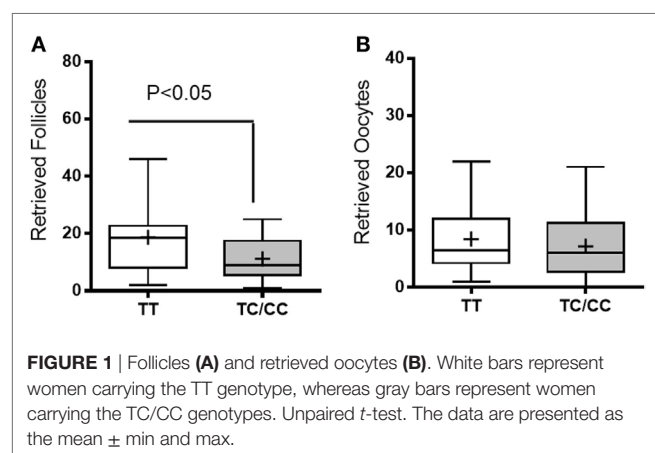 A
Retrieved Follicles
80
60
40
20
0
P<0.05
TT
TC/CC
B
Retrieved Oocytes
40
30
20
10
0
TT
TC/CC
FIGURE 1 | Follicles (A) and retrieved oocytes (B). White bars represent
women carrying the TT genotype, whereas gray bars represent women
carrying the TC/CC genotypes. Unpaired t-test. The data are presented as
the mean ± min and max.